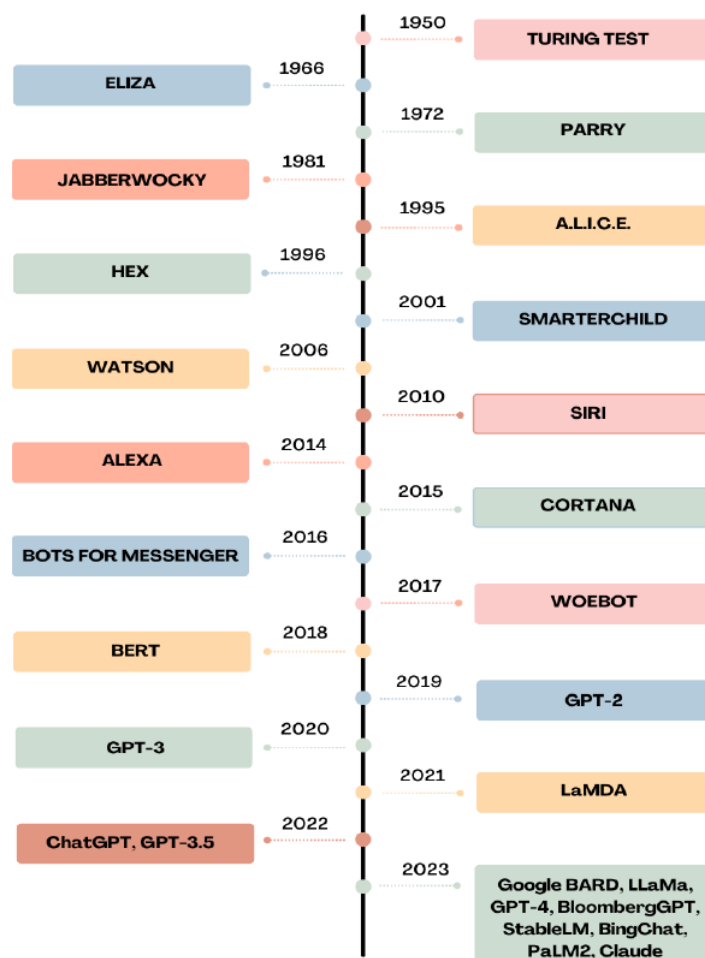 1950
TURING TEST
1966
ELIZA
1972
PARRY
1981
JABBERWOCKY
1995
A.L.I.C.E.
1996
HEX
2001
SMARTERCHILD
2006
WATSON
2010
SIRI
2014
ALEXA
2015
CORTANA
2016
BOTS FOR MESSENGER
2017
WOEBOT
2018
BERT
2019
GPT-2
2020
GPT-3
2021
LaMDA
2022
ChatGPT, GPT-3.5
2023
Google BARD, LLaMa,
GPT-4, BloombergGPT,
StableLM, BingChat,
PaLM2, Claude